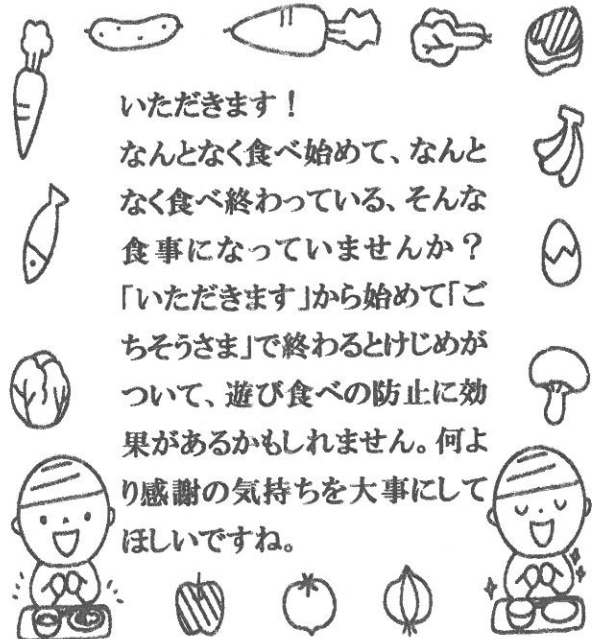 いただきます！
なんとなく食べ始めて、なんと
なく食べ終わっている、そんな
食事になっていませんか？
「いただきます」から始めて「ご
ちそうさま」で終わるとけじめが
ついて、遊び食べの防止に効
果があるかもしれません。何よ
り感謝の気持ちを大事にして
ほしいですね。